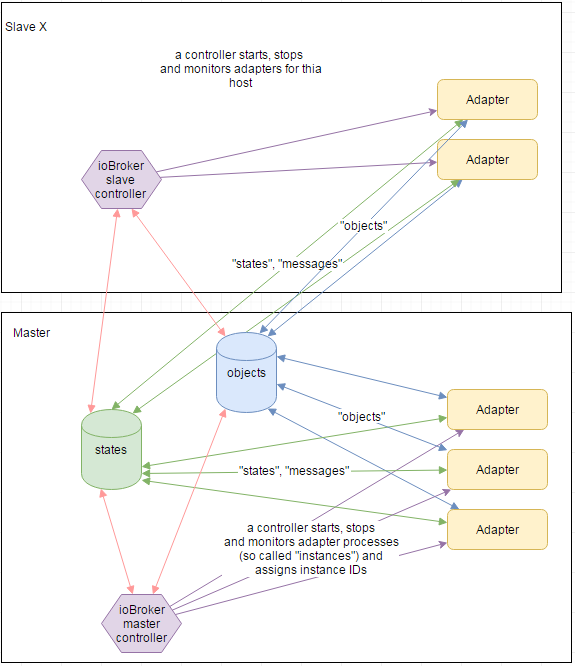 Slave X
a controller starts, stops
and monitors adapters for thia
host
Adapter
Adapter
ioBroker
slave
controller
"objects"
"states", "messages"
Master
objects
states
Adapter
"objects"
Adapter
"states", "messages"
Adapter
a controller starts, stops
and monitors adapter processes
(so called "instances") and
assigns instance IDs
ioBroker
master
controller